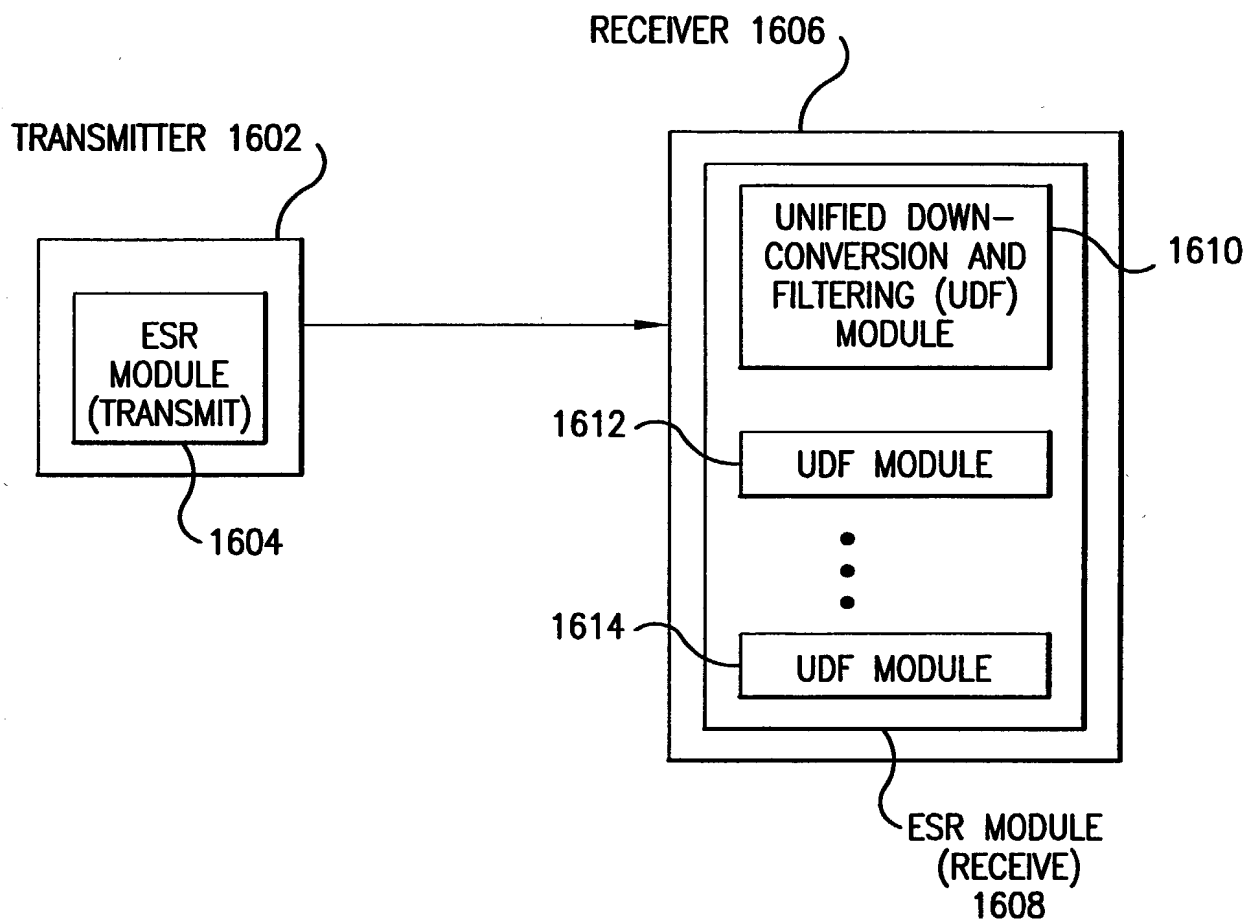 RECEIVER 1606
TRANSMITTER 1602
UNIFIED DOWN-
CONVERSION AND
FILTERING (UDF)
MODULE
1610
ESR
MODULE
(TRANSMIT)
1604
1612
UDF MODULE
1614
UDF MODULE
ESR MODULE
(RECEIVE)
1608